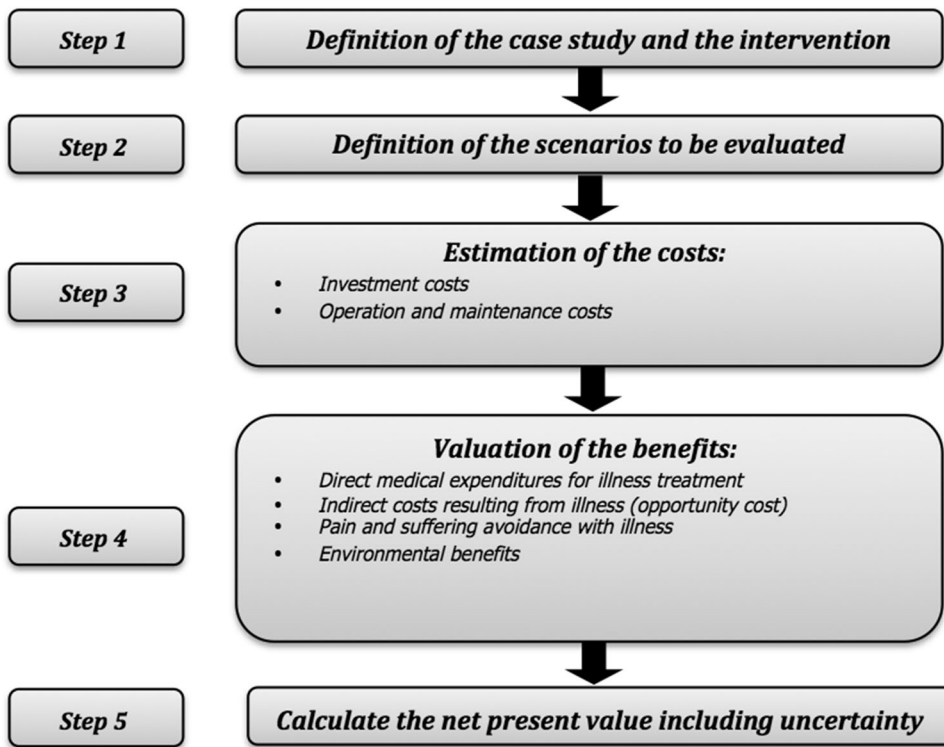 Step 1
Definition of the case study and the intervention
Step 2
Definition of the scenarios to be evaluated
Step 3
Estimation of the costs:
• Investment costs
• Operation and maintenance costs
Step 4
Valuation of the benefits:
• Direct medical expenditures for illness treatment
• Indirect costs resulting from illness (opportunity cost)
• Pain and suffering avoidance with illness
• Environmental benefits
Step 5
Calculate the net present value including uncertainty